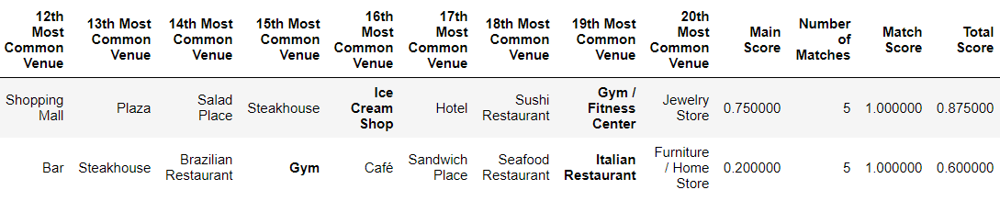 12th Most Common Venue 13th Most Common Venue 14th Most Common Venue 15th Most Common Venue 16th Most Common Venue 17th Most Common Venue 18th Most Common Venue 19th Most Common Venue 20th Most Common Venue Main Score Number of Matches Match Score Total Score
Shopping Mall Plaza Salad Place Steakhouse Ice Cream Shop Hotel Sushi Restaurant Gym / Fitness Center Jewelry Store 0.750000 5 1.000000 0.875000
Bar Steakhouse Brazilian Restaurant Gym Café Sandwich Place Seafood Restaurant Italian Restaurant Furniture / Home Store 0.200000 5 1.000000 0.600000